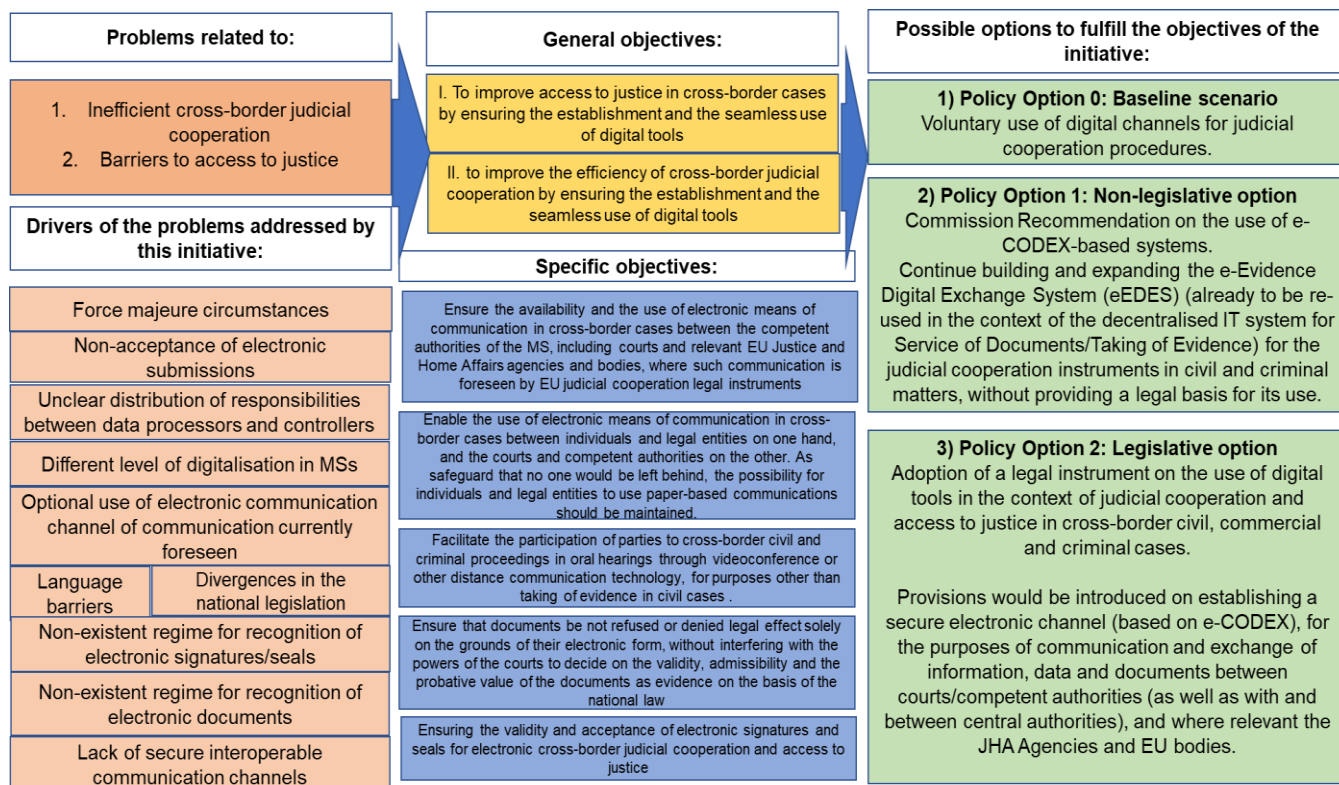 Problems related to:
1. Inefficient cross-border judicial
cooperation
2. Barriers to access to justice
Drivers of the problems addressed by
this initiative:
Force majeure circumstances
Non-acceptance of electronic
submissions
Unclear distribution of responsibilities
between data processors and controllers
Different level of digitalisation in MSs
Optional use of electronic communication
channel of communication currently
foreseen
Language
barriers
Divergences in the
national legislation
Non-existent regime for recognition of
electronic signatures/seals
Non-existent regime for recognition of
electronic documents
Lack of secure interoperable
communication channels
General objectives:
I. To improve access to justice in cross-border cases
by ensuring the establishment and the seamless use
of digital tools
II. to improve the efficiency of cross-border judicial
cooperation by ensuring the establishment and the
seamless use of digital tools
Specific objectives:
Ensure the availability and the use of electronic means of
communication in cross-border cases between the competent
authorities of the MS, including courts and relevant EU Justice and
Home Affairs agencies and bodies, where such communication is
foreseen by EU judicial cooperation legal instruments
Enable the use of electronic means of communication in cross-
border cases between individuals and legal entities on one hand,
and the courts and competent authorities on the other. As
safeguard that no one would be left behind, the possibility for
individuals and legal entities to use paper-based communications
should be maintained.
Facilitate the participation of parties to cross-border civil and
criminal proceedings in oral hearings through videoconference or
other distance communication technology, for purposes other than
taking of evidence in civil cases .
Ensure that documents be not refused or denied legal effect solely
on the grounds of their electronic form, without interfering with the
powers of the courts to decide on the validity, admissibility and the
probative value of the documents as evidence on the basis of the
national law
Ensuring the validity and acceptance of electronic signatures and
seals for electronic cross-border judicial cooperation and access to
justice
Possible options to fulfill the objectives of the
initiative:
1) Policy Option 0: Baseline scenario
Voluntary use of digital channels for judicial
cooperation procedures.
2) Policy Option 1: Non-legislative option
Commission Recommendation on the use of e-
CODEX-based systems.
Continue building and expanding the e-Evidence
Digital Exchange System (eEDES) (already to be re-
used in the context of the decentralised IT system for
Service of Documents/Taking of Evidence) for the
judicial cooperation instruments in civil and criminal
matters, without providing a legal basis for its use.
3) Policy Option 2: Legislative option
Adoption of a legal instrument on the use of digital
tools in the context of judicial cooperation and
access to justice in cross-border civil, commercial
and criminal cases.
Provisions would be introduced on establishing a
secure electronic channel (based on e-CODEX), for
the purposes of communication and exchange of
information, data and documents between
courts/competent authorities (as well as with and
between central authorities), and where relevant the
JHA Agencies and EU bodies.